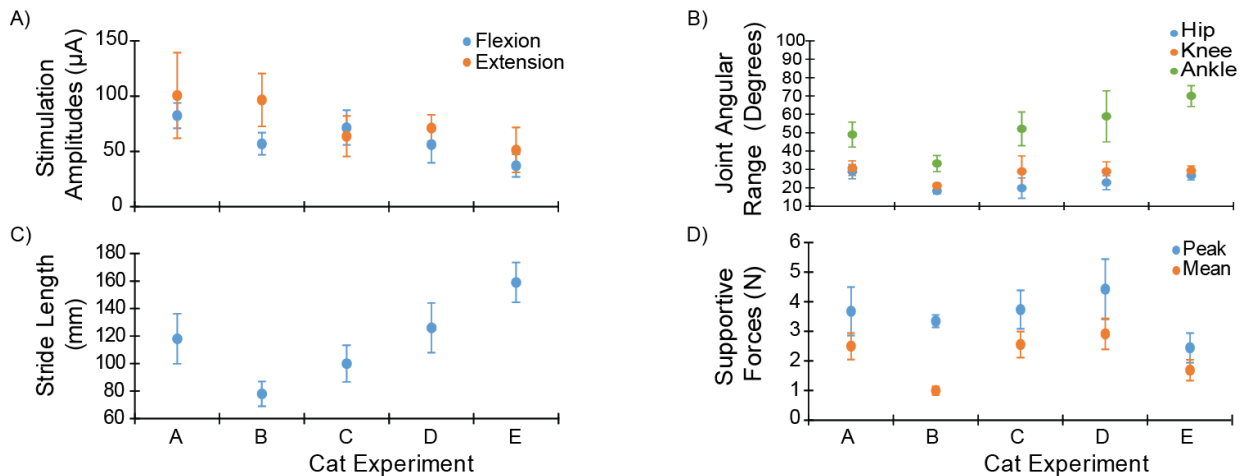 A)
Stimulation
Amplitudes (µA)
150
100
50
0
Flexion
Extension
B)
Joint Angular
Range (Degrees)
100
90
80
70
60
50
40
30
20
10
Hip
Knee
Ankle
C)
Stride Length
(mm)
180
160
140
120
100
80
60
A
B
C
D
E
Cat Experiment
D)
Supportive
Forces (N)
6
5
4
3
2
1
0
Peak
Mean
A
B
C
D
E
Cat Experiment